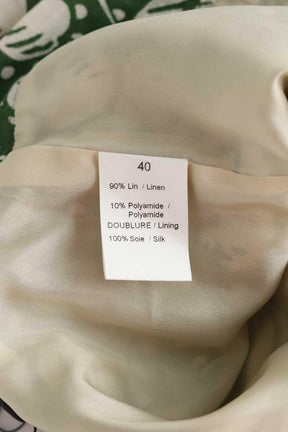 40
90% Lin / Linen
10% Polyamide /
Polyamide
DOUBLURE / Lining
100% Soie / Silk